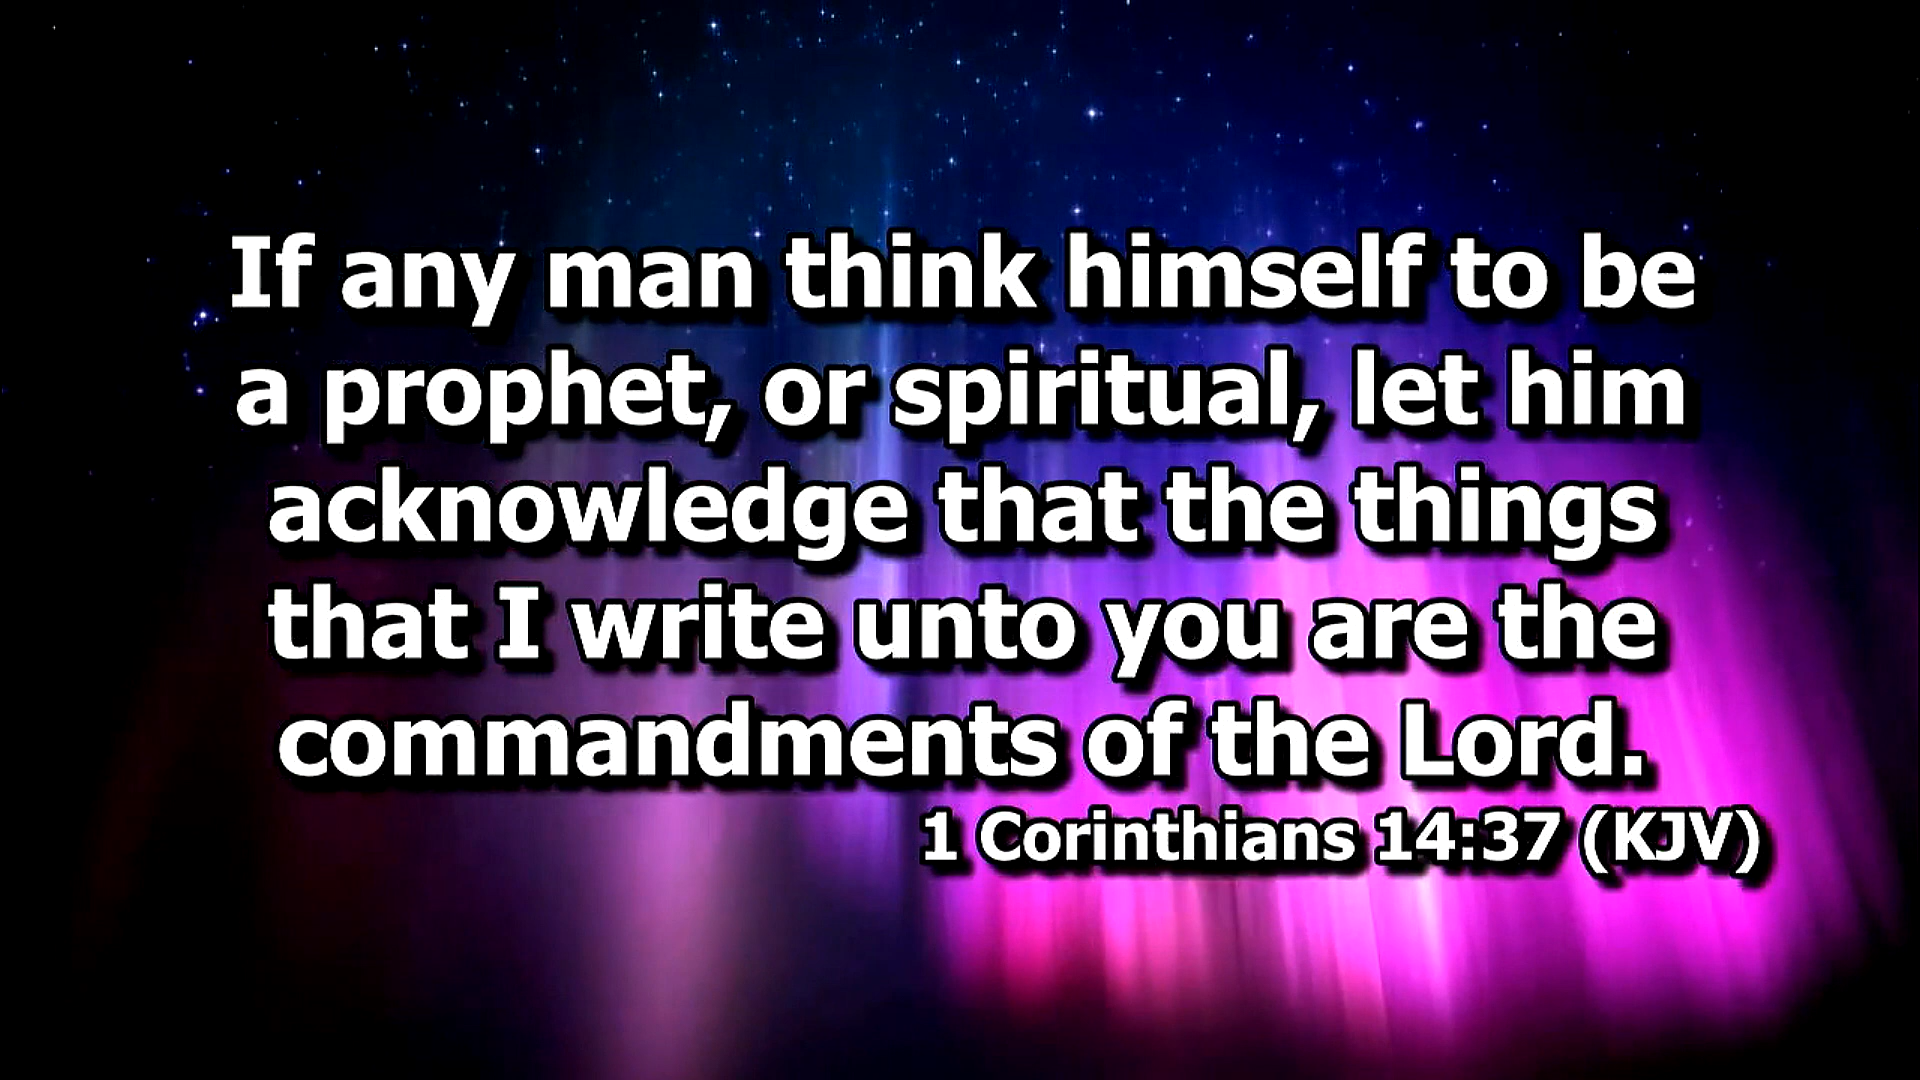 If any man think himself to be
a prophet, or spiritual, let him
acknowledge that the things
that I write unto you are the
commandments of the Lord.
1 Corinthians 14:37 (KJV)